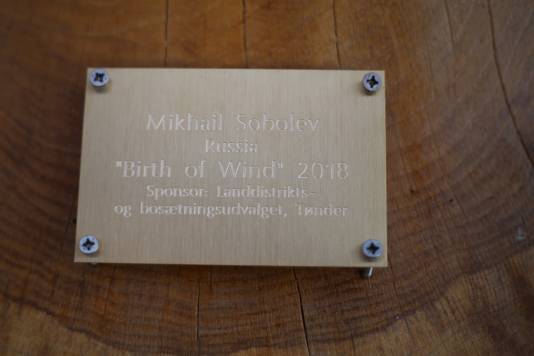 Mikhail Sobolev
Russia
"Birth of Wind" 2018
Sponsor: Landdistrikts-
og bosætningsudvalget, Tønder